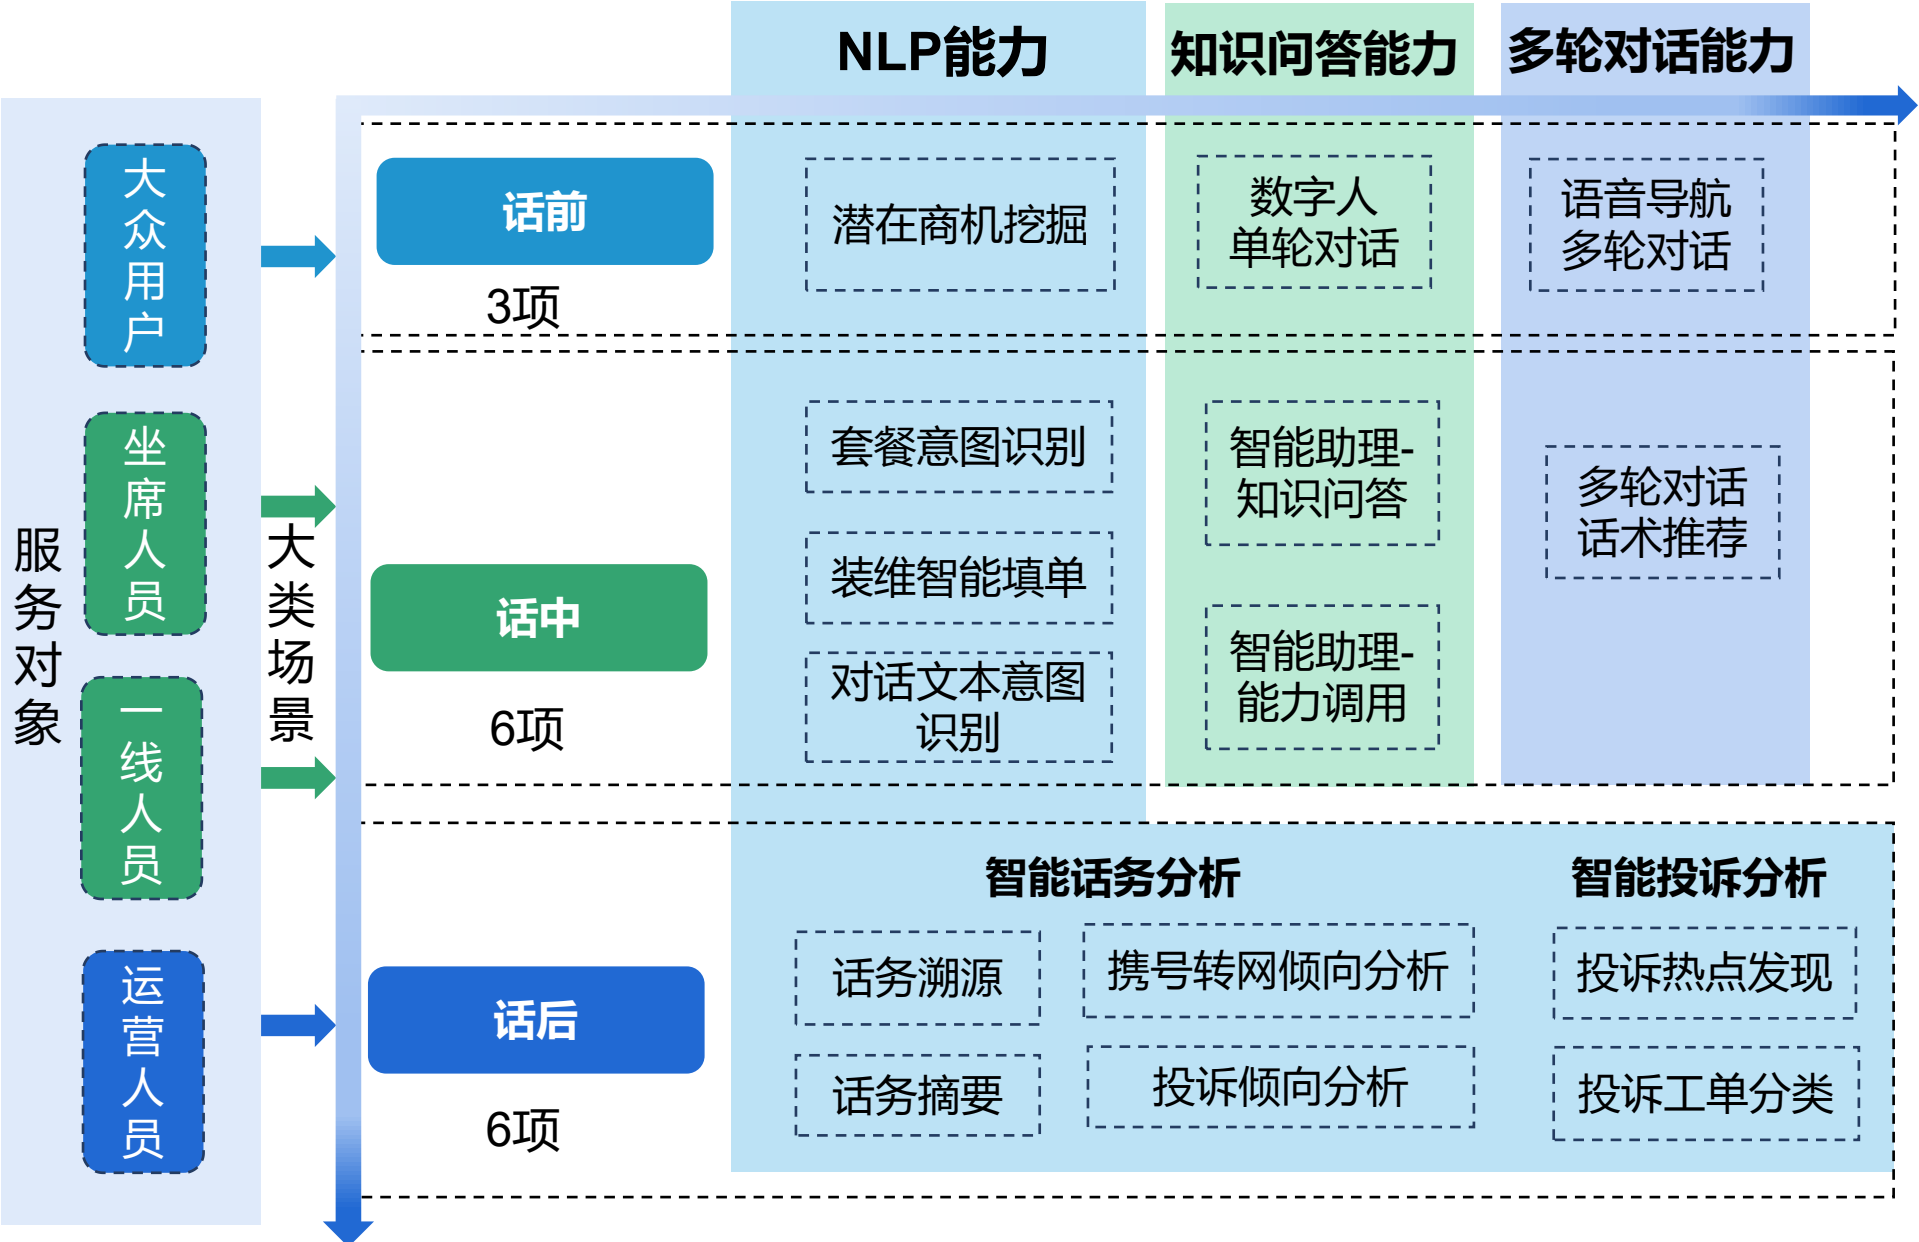 NLP能力
知识问答能力
多轮对话能力
服务对象
大众用户
坐席人员
一线人员
运营人员
大类场景
话前
3项
潜在商机挖掘
数字人
单轮对话
语音导航
多轮对话
话中
6项
套餐意图识别
装维智能填单
对话文本意图
识别
智能助理-
知识问答
智能助理-
能力调用
多轮对话
话术推荐
话后
6项
智能话务分析
智能投诉分析
话务溯源
携号转网倾向分析
投诉热点发现
话务摘要
投诉倾向分析
投诉工单分类